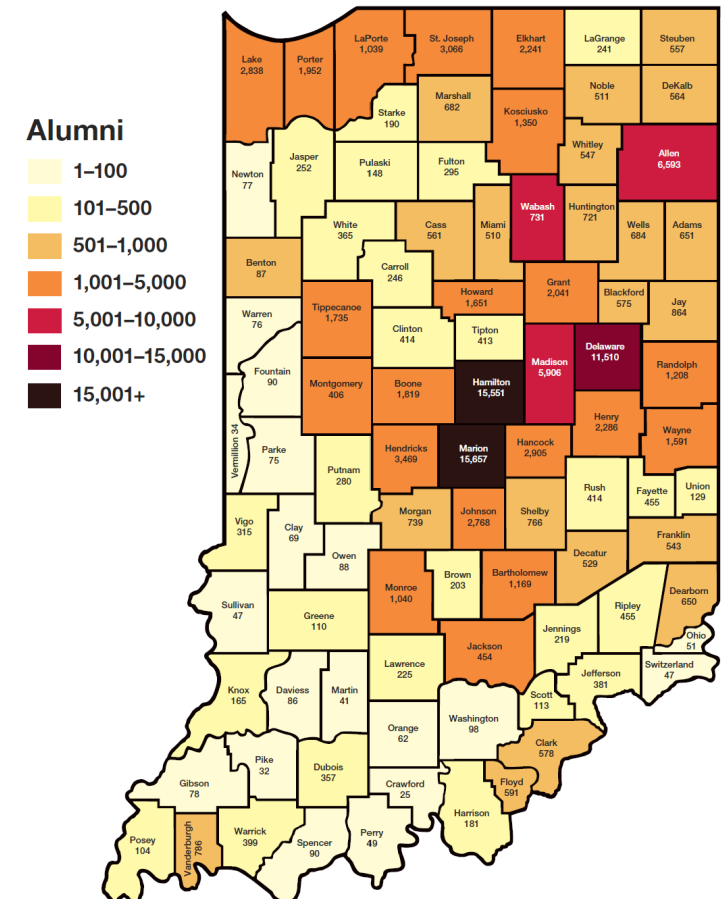 LaPorte
1,039
St. Joseph
3,066
Elkhart
2,241
LaGrange
241
Steuben
557
Lake
2,838
Porter
1,952
Noble
511
DeKalb
564
Marshall
682
Starke
190
Kosciusko
1,350
Alumni
1–100
101–500
501–1,000
1,001–5,000
5,001–10,000
10,001–15,000
15,001+
Whitley
547
Allen
6,593
Newton
77
Jasper
252
Pulaski
148
Fulton
295
Wabash
731
Huntington
721
White
365
Cass
561
Miami
510
Wells
684
Adams
651
Benton
87
Carroll
246
Grant
2,041
Howard
1,651
Blackford
575
Jay
864
Warren
76
Tippecanoe
1,735
Clinton
414
Tipton
413
Madison
5,906
Delaware
11,510
Randolph
1,208
Fountain
90
Montgomery
406
Boone
1,819
Hamilton
15,551
Henry
2,286
Wayne
1,591
Vermillion 34
Parke
75
Putnam
280
Hendricks
3,469
Marion
15,657
Hancock
2,905
Rush
414
Fayette
455
Union
129
Vigo
315
Clay
69
Owen
88
Morgan
739
Johnson
2,768
Shelby
766
Franklin
543
Decatur
529
Monroe
1,040
Brown
203
Bartholomew
1,169
Dearborn
650
Sullivan
47
Greene
110
Jennings
219
Ripley
455
Ohio
51
Jackson
454
Lawrence
225
Switzerland
47
Jefferson
381
Knox
165
Daviess
86
Martin
41
Scott
113
Orange
62
Washington
98
Clark
578
Pike
32
Dubois
357
Gibson
78
Crawford
25
Floyd
591
Harrison
181
Posey
104
Vanderburgh
786
Warrick
399
Spencer
90
Perry
49